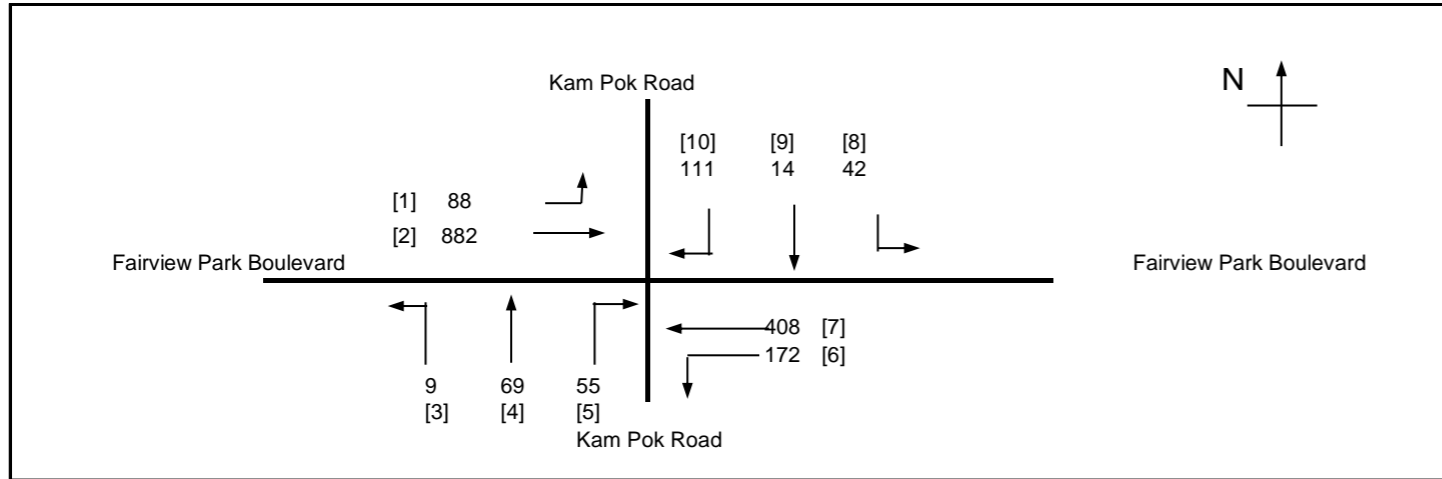 Kam Pok Road
N
[10] [9] [8]
111 14 42
[1] 88
[2] 882
Fairview Park Boulevard
Fairview Park Boulevard
408 [7]
172 [6]
9 69 55
[3] [4] [5]
Kam Pok Road